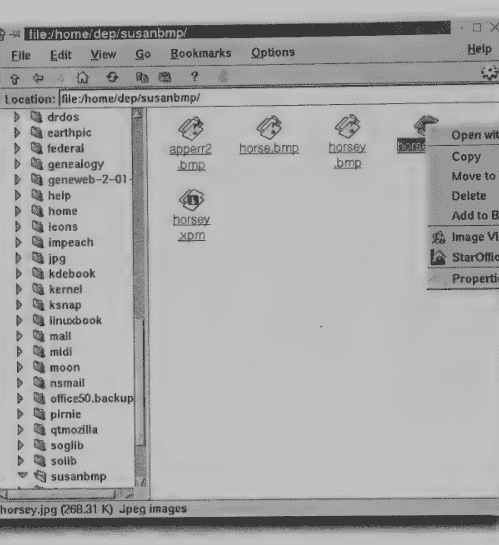 file:/home/dep/susanbmp/
File Edit View Go Bookmarks Options Help
?
Location: file:/home/dep/susanbmp/
drdos
earthpic
federal
genealogy
geneweb-2-01-
help
home
icons
impeach
jpg
kdebook
kernel
ksnap
linuxbook
mail
midi
moon
nsmail
office50.backup
pirnie
qtmozilla
soglib
solib
susanbmp
apperr2
.bmp
horse.bmp
horsey
.bmp
horse
horsey
.xpm
Open wit
Copy
Move to
Delete
Add to B
Image Vi
StarOffic
Properti
horsey.jpg (268.31 K) Jpeg images